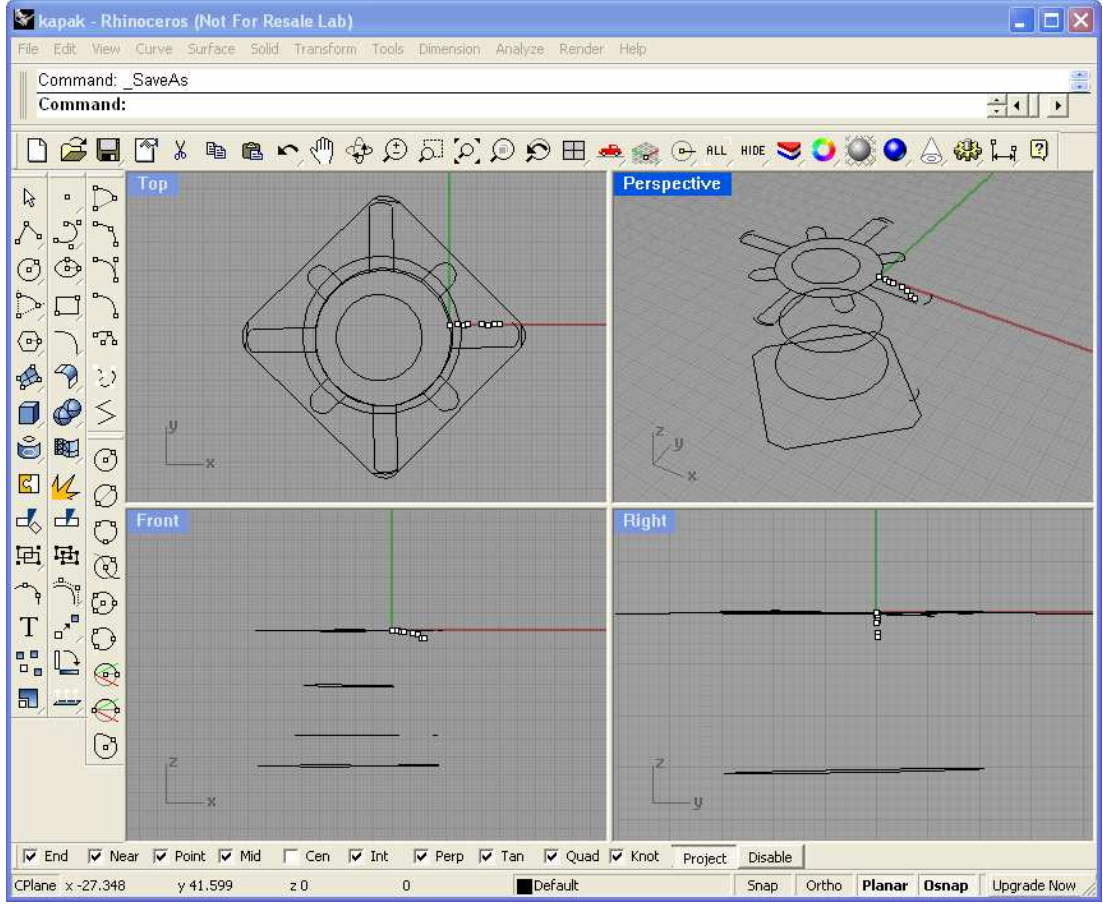 kapak - Rhinoceros (Not For Resale Lab)
File Edit View Curve Surface Solid Transform Tools Dimension Analyze Render Help
Command: _SaveAs
Command:
ALL HIDE
Top
Perspective
y
x
z
y
x
T
Front
Right
z
x
z
y
End Near Point Mid Cen Int Perp Tan Quad Knot Project Disable
CPlane x -27.348 y 41.599 z 0 0 Default Snap Ortho Planar Osnap Upgrade Now